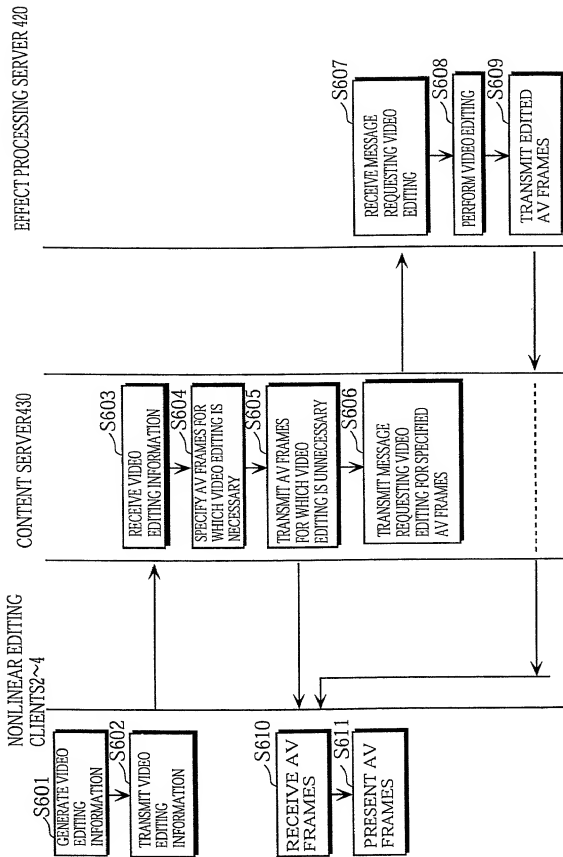 NONLINEAR EDITING
CLIENTS2~4
S601
GENERATE VIDEO
EDITING
INFORMATION
S602
TRANSMIT VIDEO
EDITING
INFORMATION
S610
RECEIVE AV
FRAMES
S611
PRESENT AV
FRAMES
CONTENT SERVER430
S603
RECEIVE VIDEO
EDITING INFORMATION
S604
SPECIFY AV FRAMES FOR
WHICH VIDEO EDITING IS
NECESSARY
S605
TRANSMIT AV FRAMES
FOR WHICH VIDEO
EDITING IS UNNECESSARY
S606
TRANSMIT MESSAGE
REQUESTING VIDEO
EDITING FOR SPECIFIED
AV FRAMES
EFFECT PROCESSING SERVER 420
S607
RECEIVE MESSAGE
REQUESTING VIDEO
EDITING
S608
PERFORM VIDEO EDITING
S609
TRANSMIT EDITED
AV FRAMES